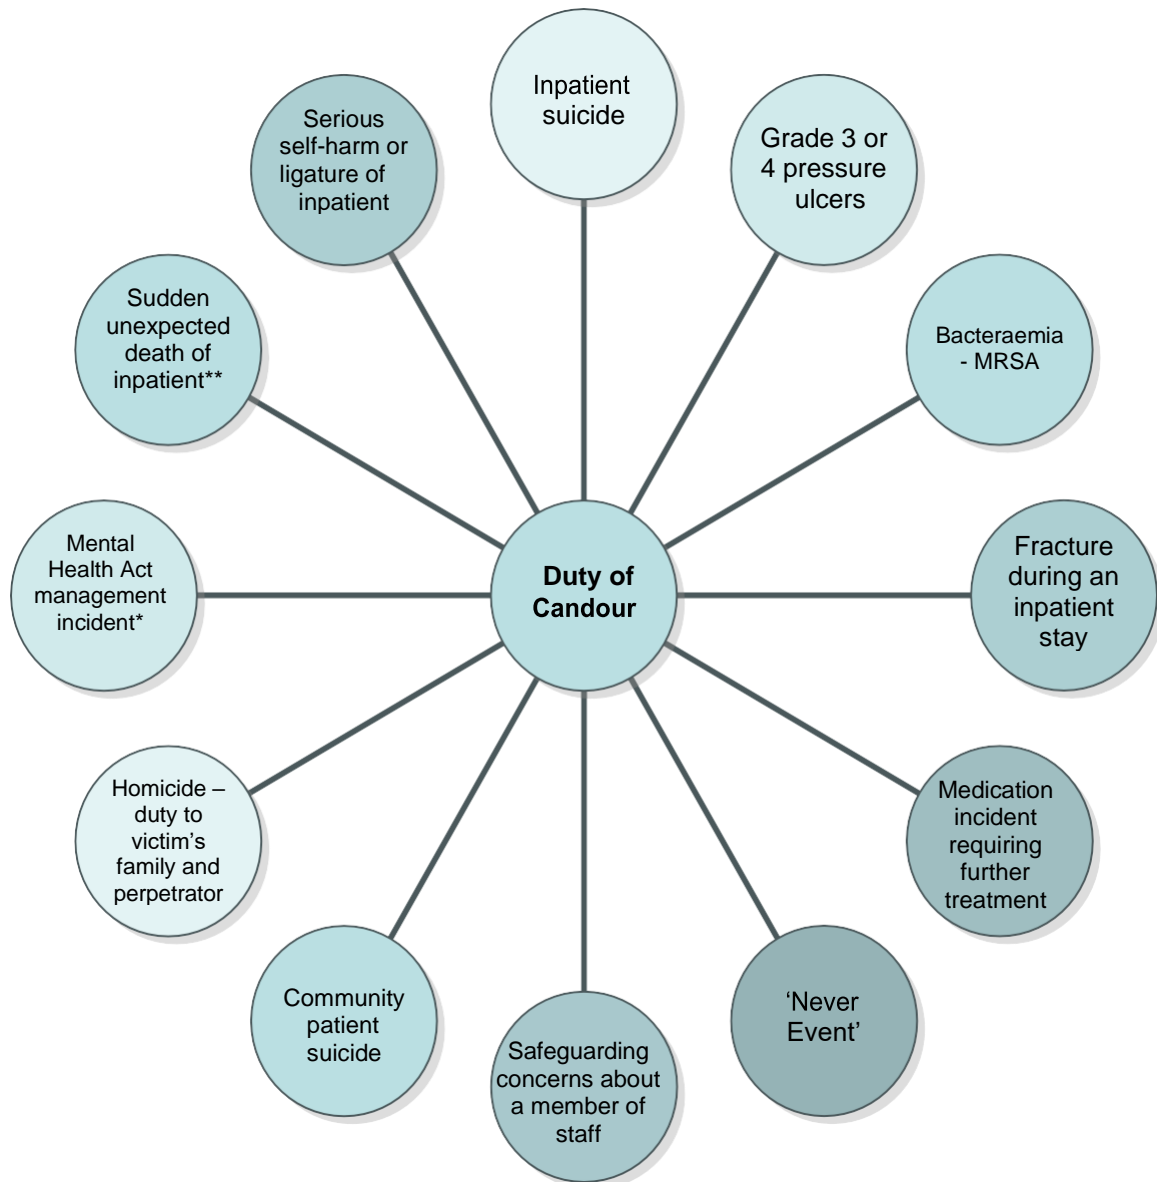 Inpatient
suicide
Grade 3 or
4 pressure
ulcers
Bacteraemia
- MRSA
Fracture
during an
inpatient
stay
Medication
incident
requiring
further
treatment
‘Never
Event’
Safeguarding
concerns about
a member of
staff
Community
patient
suicide
Homicide –
duty to
victim’s
family and
perpetrator
Mental
Health Act
management
incident*
Sudden
unexpected
death of
inpatient**
Serious
self-harm or
ligature of
inpatient
Duty of
Candour